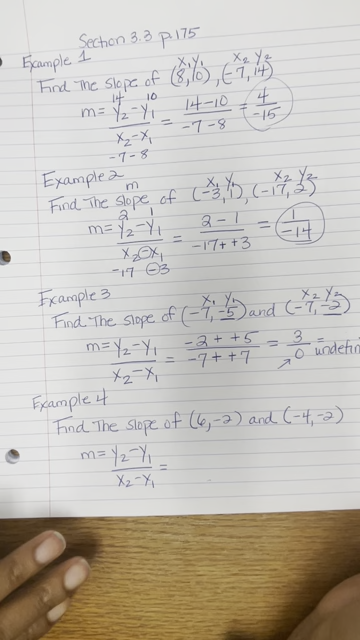 Section 3.3 p.175
Example 1
x₁ y₁ x₂ y₂
Find The Slope of (8,10), (-7,14)
14 10
m = y₂-y₁ / x₂-x₁ = 14-10 / -7-8 = 4 / -15
-7-8
Example 2
m x₁ y₁ x₂ y₂
Find The slope of (-3,1), (-17,2)
2 1
m = y₂-y₁ / x₂-x₁ = 2-1 / -17++3 = 1 / -14
-17 -3
Example 3
x₁ y₁ x₂ y₂
Find The Slope of (-7,-5) and (-7,-2)
m = y₂-y₁ / x₂-x₁ = -2++5 / -7++7 = 3 / 0 = undefi
Example 4
Find The Slope of (6,-2) and (-4,-2)
m = y₂-y₁ / x₂-x₁ =